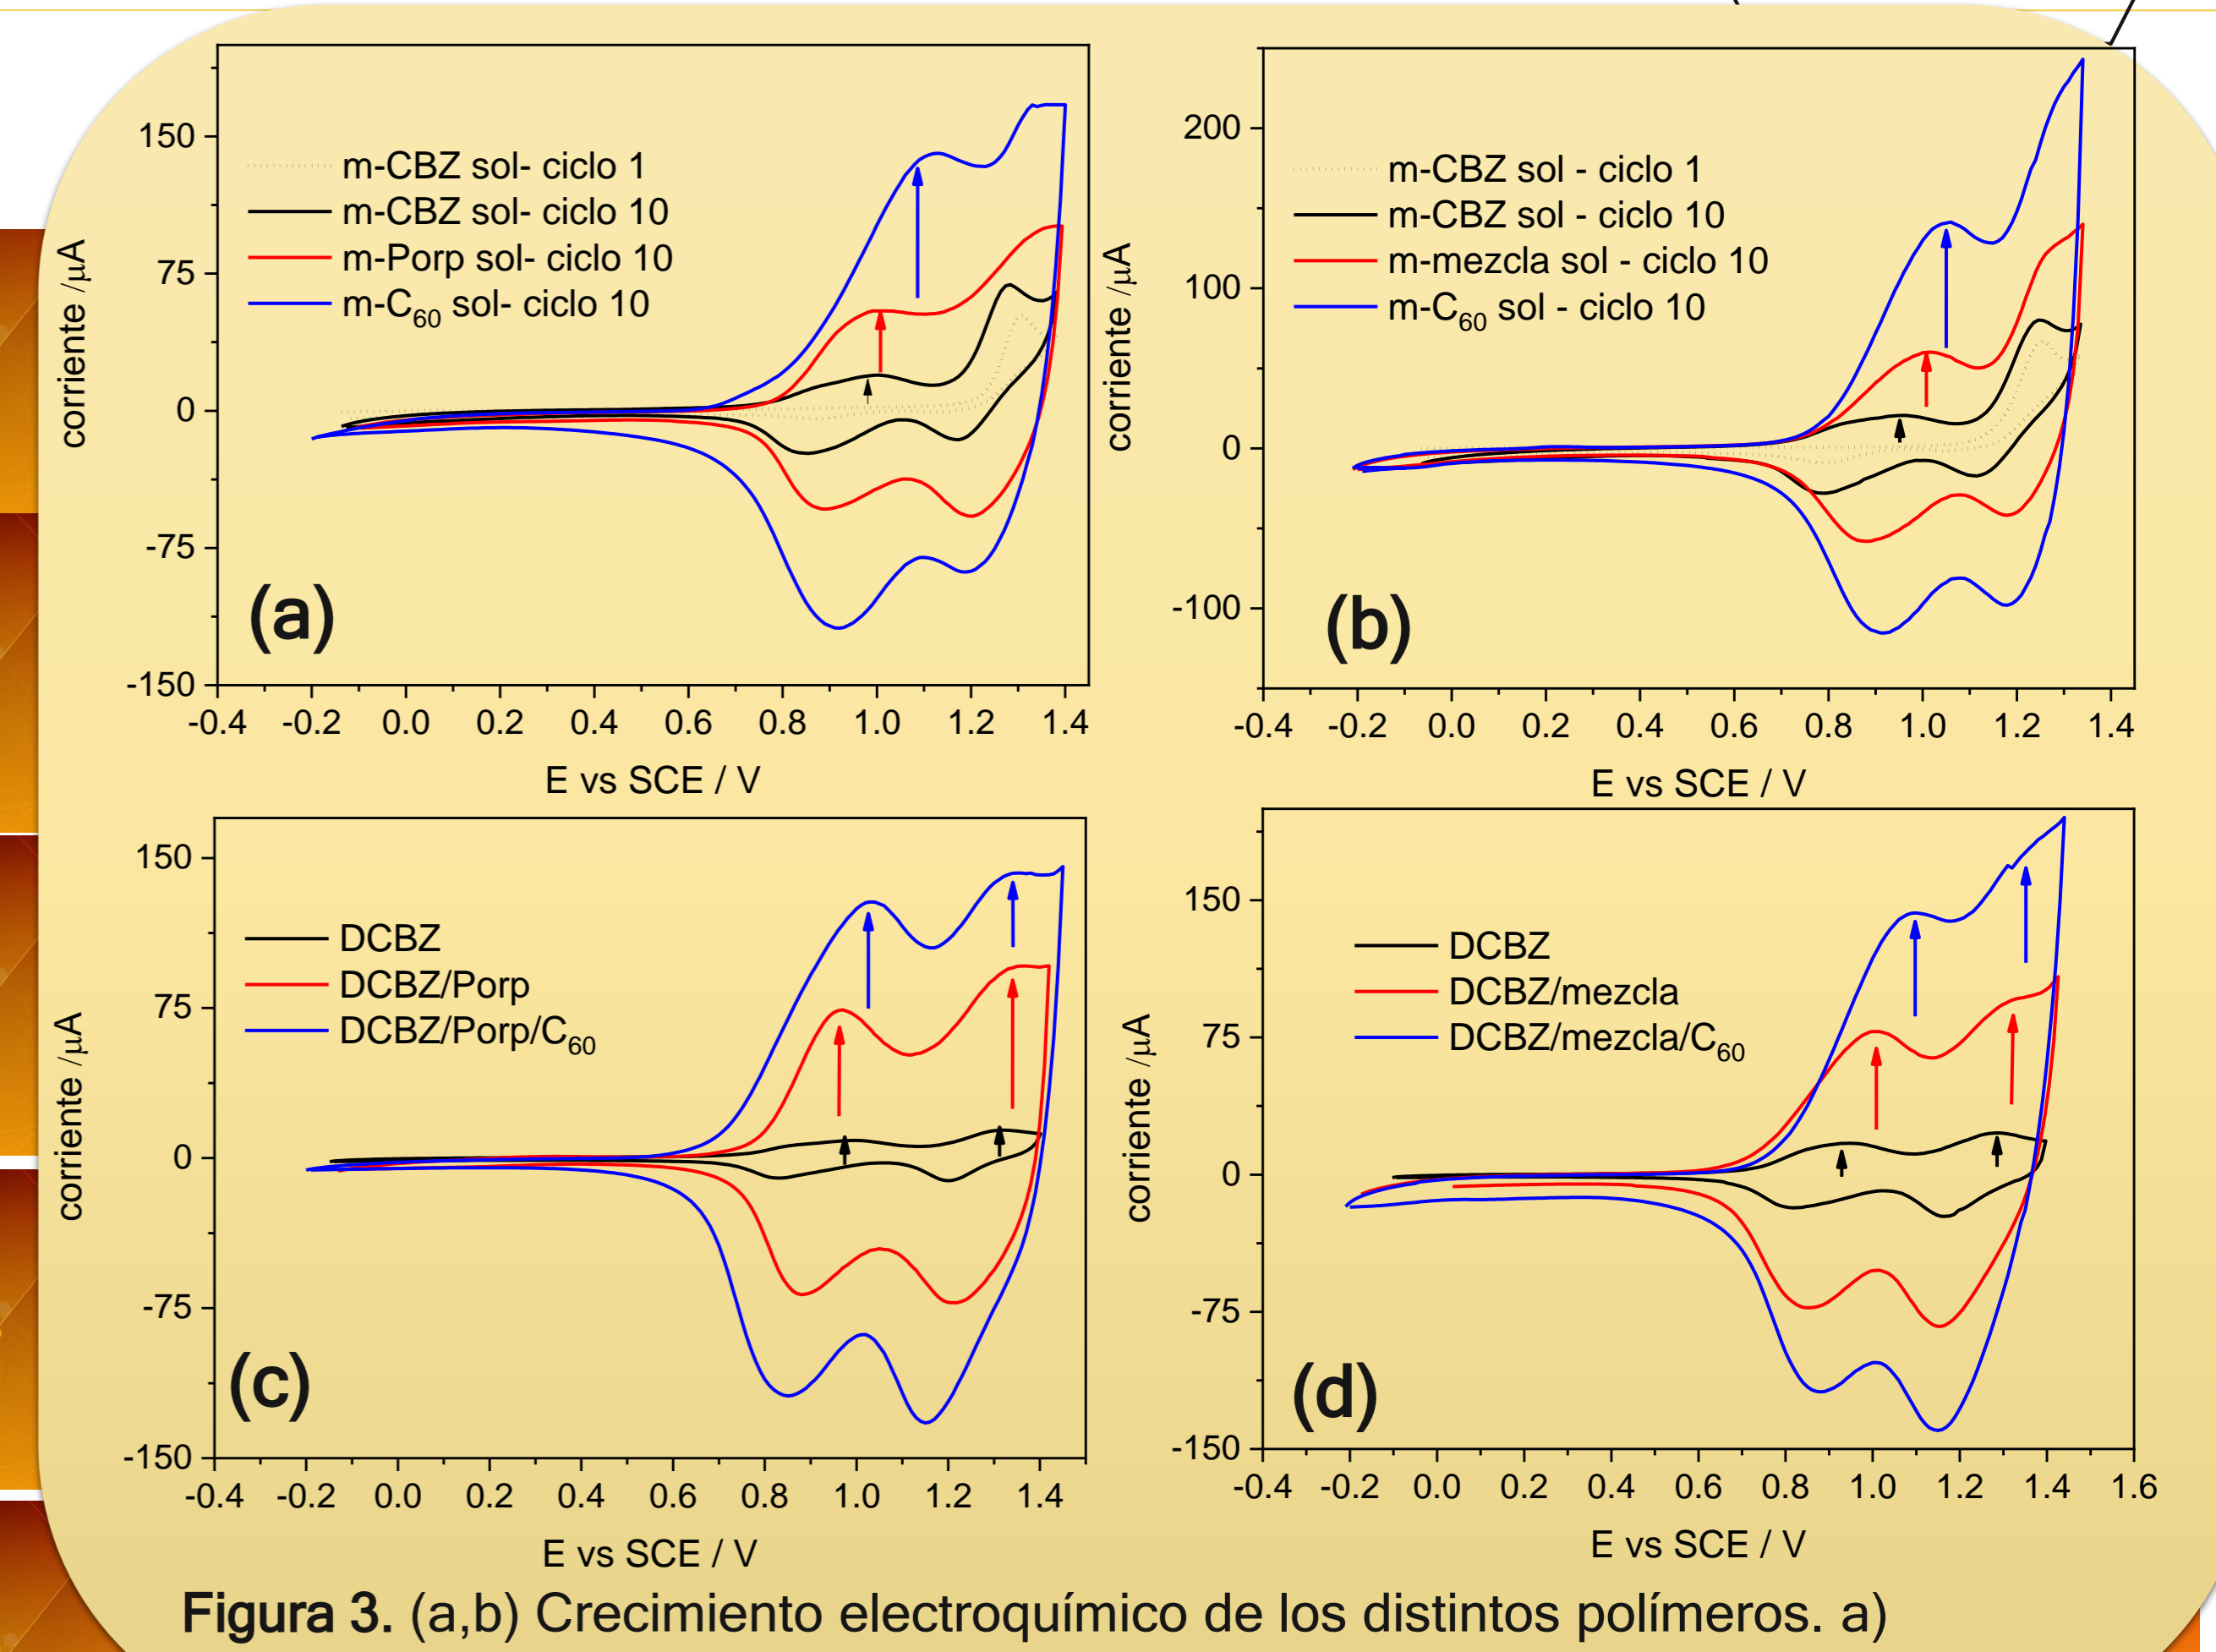 corriente /µA
150
75
0
-75
-150
m-CBZ sol- ciclo 1
m-CBZ sol- ciclo 10
m-Porp sol- ciclo 10
m-C60 sol- ciclo 10
(a)
-0.4 -0.2 0.0 0.2 0.4 0.6 0.8 1.0 1.2 1.4
E vs SCE / V
corriente /µA
200
100
0
-100
m-CBZ sol - ciclo 1
m-CBZ sol - ciclo 10
m-mezcla sol - ciclo 10
m-C60 sol - ciclo 10
(b)
-0.4 -0.2 0.0 0.2 0.4 0.6 0.8 1.0 1.2 1.4
E vs SCE / V
corriente /µA
150
75
0
-75
-150
DCBZ
DCBZ/Porp
DCBZ/Porp/C60
(c)
-0.4 -0.2 0.0 0.2 0.4 0.6 0.8 1.0 1.2 1.4
E vs SCE / V
corriente /µA
150
75
0
-75
-150
DCBZ
DCBZ/mezcla
DCBZ/mezcla/C60
(d)
-0.4 -0.2 0.0 0.2 0.4 0.6 0.8 1.0 1.2 1.4 1.6
E vs SCE / V
Figura 3. (a,b) Crecimiento electroquímico de los distintos polímeros. a)